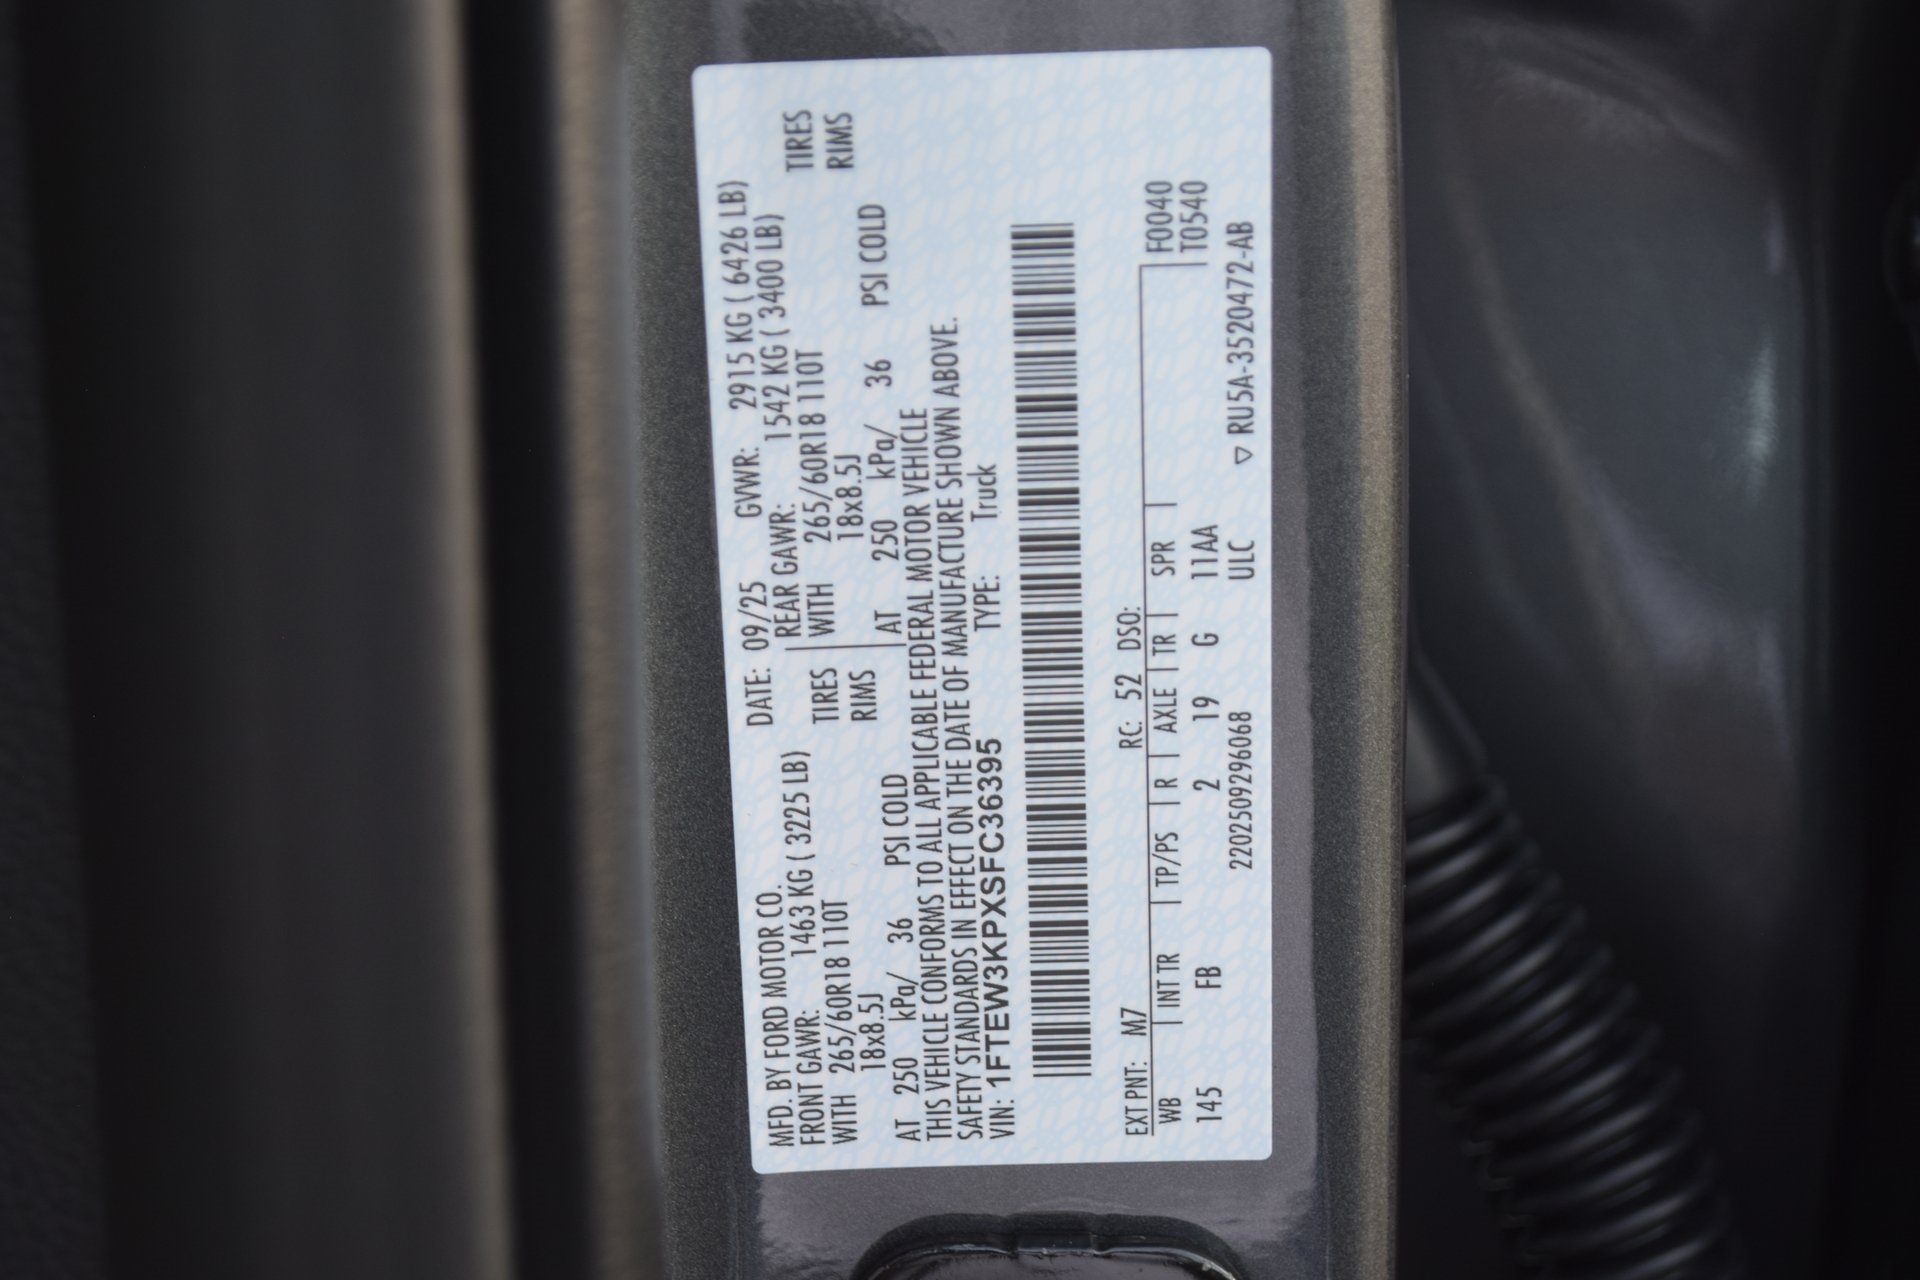 MFD. BY FORD MOTOR CO. DATE: 09/25 GVWR: 2915 KG ( 6426 LB)
FRONT GAWR: 1463 KG ( 3225 LB) REAR GAWR: 1542 KG ( 3400 LB)
WITH 265/60R18 110T TIRES WITH 265/60R18 110T TIRES
18x8.5J RIMS 18x8.5J RIMS
AT 250 kPa/ 36 PSI COLD AT 250 kPa/ 36 PSI COLD
THIS VEHICLE CONFORMS TO ALL APPLICABLE FEDERAL MOTOR VEHICLE
SAFETY STANDARDS IN EFFECT ON THE DATE OF MANUFACTURE SHOWN ABOVE.
VIN: 1FTEW3KPXSFC36395 TYPE: Truck
EXT PNT: M7 RC: 52 DSO: F0040
WB INT TR TP/PS R AXLE TR SPR T0540
145 FB 2 19 G 11AA
2202509296068 ULC ▽ RU5A-3520472-AB